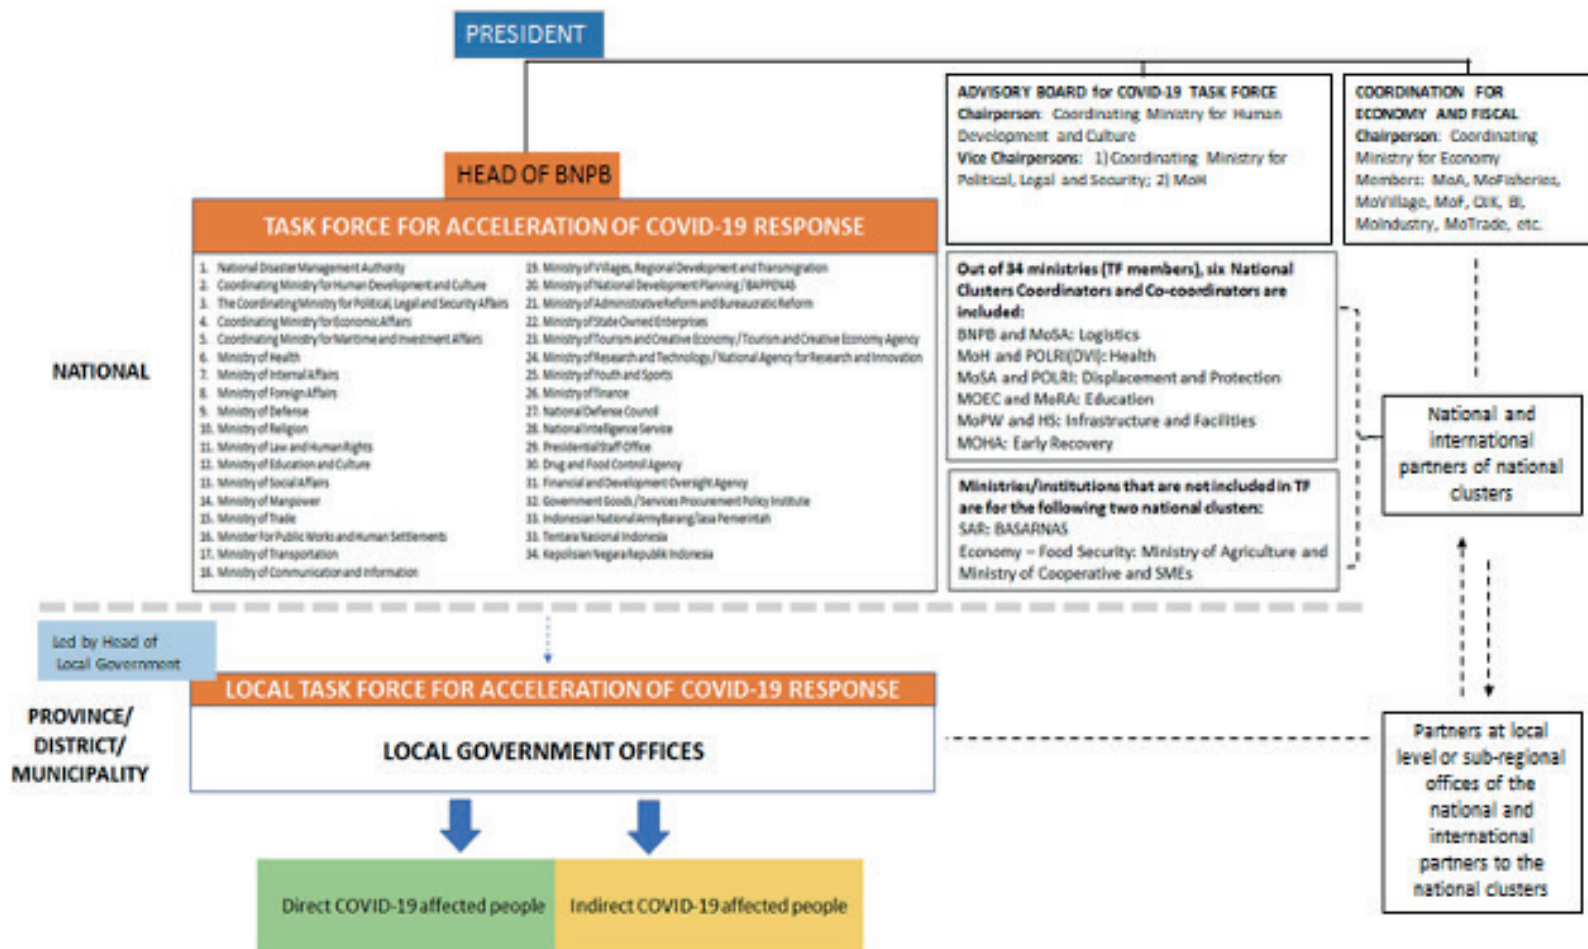 PRESIDENT
ADVISORY BOARD for COVID-19 TASK FORCE
Chairperson: Coordinating Ministry for Human
Development and Culture
Vice Chairpersons: 1) Coordinating Ministry for
Political, Legal and Security; 2) MoH
COORDINATION FOR
ECONOMY AND FISCAL
Chairperson: Coordinating
Ministry for Economy
Members: MoA, MoFisheries,
MoVillage, MoF, OJK, BI,
MoIndustry, MoTrade, etc.
HEAD OF BNPB
TASK FORCE FOR ACCELERATION OF COVID-19 RESPONSE
NATIONAL
1. National Disaster Management Authority
2. Coordinating Ministry for Human Development and Culture
3. The Coordinating Ministry for Political, Legal and Security Affairs
4. Coordinating Ministry for Economic Affairs
5. Coordinating Ministry for Maritime and Investment Affairs
6. Ministry of Health
7. Ministry of Internal Affairs
8. Ministry of Foreign Affairs
9. Ministry of Defense
10. Ministry of Religion
11. Ministry of Law and Human Rights
12. Ministry of Education and Culture
13. Ministry of Social Affairs
14. Ministry of Manpower
15. Ministry of Trade
16. Minister for Public Works and Human Settlements
17. Ministry of Transportation
18. Ministry of Communication and Information
19. Ministry of Villages, Regional Development and Transmigration
20. Ministry of National Development Planning / BAPPENAS
21. Ministry of Administrative Reform and Bureaucratic Reform
22. Ministry of State Owned Enterprises
23. Ministry of Tourism and Creative Economy / Tourism and Creative Economy Agency
24. Ministry of Research and Technology / National Agency for Research and Innovation
25. Ministry of Youth and Sports
26. Ministry of Finance
27. National Defense Council
28. National Intelligence Service
29. Presidential Staff Office
30. Drug and Food Control Agency
31. Financial and Development Oversight Agency
32. Government Goods / Services Procurement Policy Institute
33. Indonesian National Army Barang/Jasa Pemerintah
33. Tentara Nasional Indonesia
34. Kepolisian Negara Republik Indonesia
Out of 34 ministries (TF members), six National
Clusters Coordinators and Co-coordinators are
included:
BNPB and MoSA: Logistics
MoH and POLRI(DVI): Health
MoSA and POLRI: Displacement and Protection
MOEC and MoRA: Education
MoPW and HS: Infrastructure and Facilities
MOHA: Early Recovery
Ministries/institutions that are not included in TF
are for the following two national clusters:
SAR: BASARNAS
Economy – Food Security: Ministry of Agriculture and
Ministry of Cooperative and SMEs
National and
international
partners of national
clusters
Led by Head of
Local Government
LOCAL TASK FORCE FOR ACCELERATION OF COVID-19 RESPONSE
LOCAL GOVERNMENT OFFICES
PROVINCE/
DISTRICT/
MUNICIPALITY
Partners at local
level or sub-regional
offices of the
national and
international
partners to the
national clusters
Direct COVID-19 affected people
Indirect COVID-19 affected people